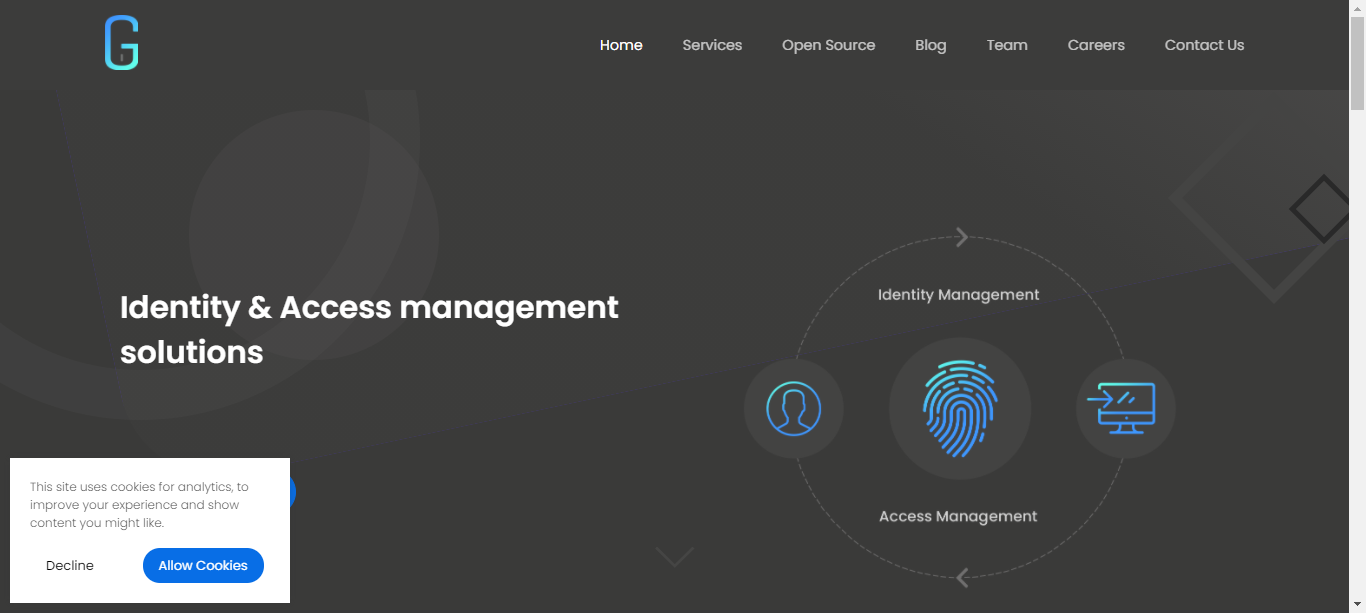 G
Home Services Open Source Blog Team Careers Contact Us
Identity & Access management
solutions
Identity Management
Access Management
This site uses cookies for analytics, to
improve your experience and show
content you might like.
Decline Allow Cookies